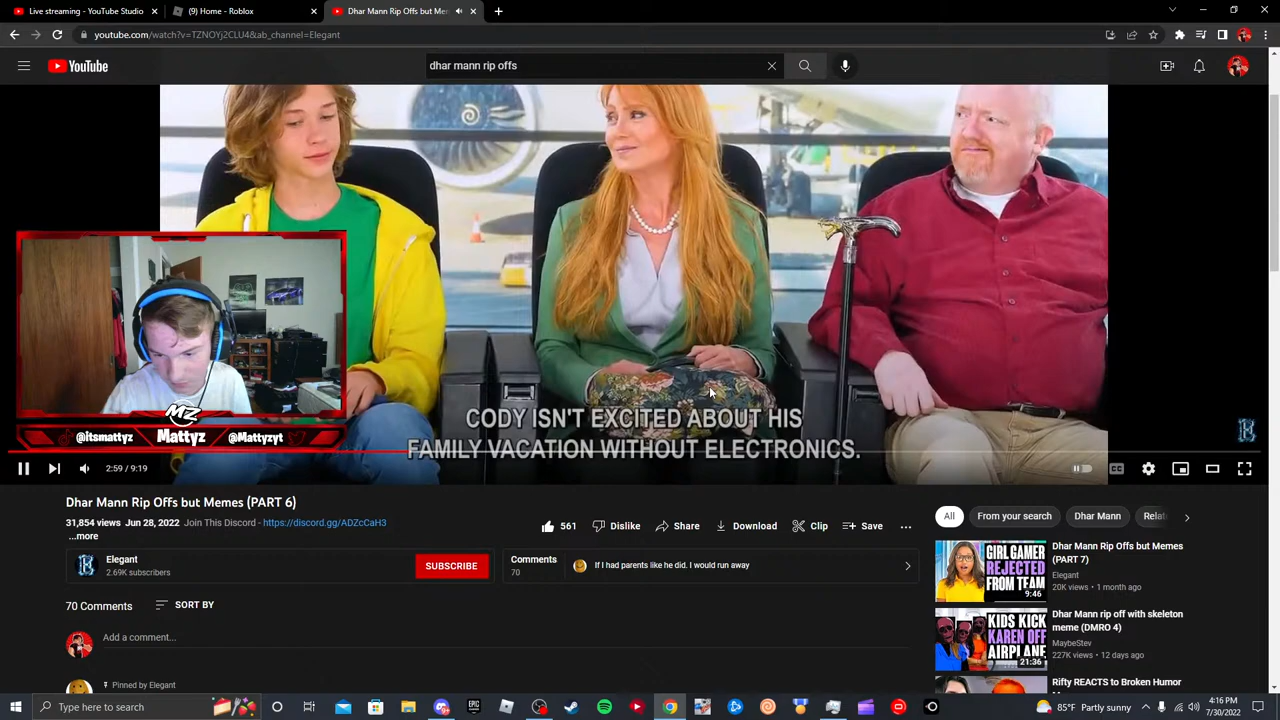 Live streaming - YouTube Studio
(9) Home - Roblox
Dhar Mann Rip Offs but Mem
youtube.com/watch?v=TZNOYj2CLU4&ab_channel=Elegant
YouTube
dhar mann rip offs
CODY ISN'T EXCITED ABOUT HIS
FAMILY VACATION WITHOUT ELECTRONICS.
MZ
@itsmattyz
Mattyz
@Mattyzyt
2:59 / 9:19
CC
Dhar Mann Rip Offs but Memes (PART 6)
31,854 views Jun 28, 2022 Join This Discord - https://discord.gg/ADZcCaH3
...more
561
Dislike
Share
Download
Clip
Save
Elegant
2.69K subscribers
SUBSCRIBE
Comments
70
If I had parents like he did. I would run away
70 Comments
SORT BY
Add a comment...
Pinned by Elegant
All
From your search
Dhar Mann
Relate
GIRL GAMER
REJECTED
FROM TEAM
9:46
Dhar Mann Rip Offs but Memes
(PART 7)
Elegant
20K views • 1 month ago
KIDS KICK
KAREN OFF
AIRPLANE
21:36
Dhar Mann rip off with skeleton
meme (DMRO 4)
MaybeStev
227K views • 12 days ago
Rifty REACTS to Broken Humor
Type here to search
85°F Partly sunny
4:16 PM
7/30/2022